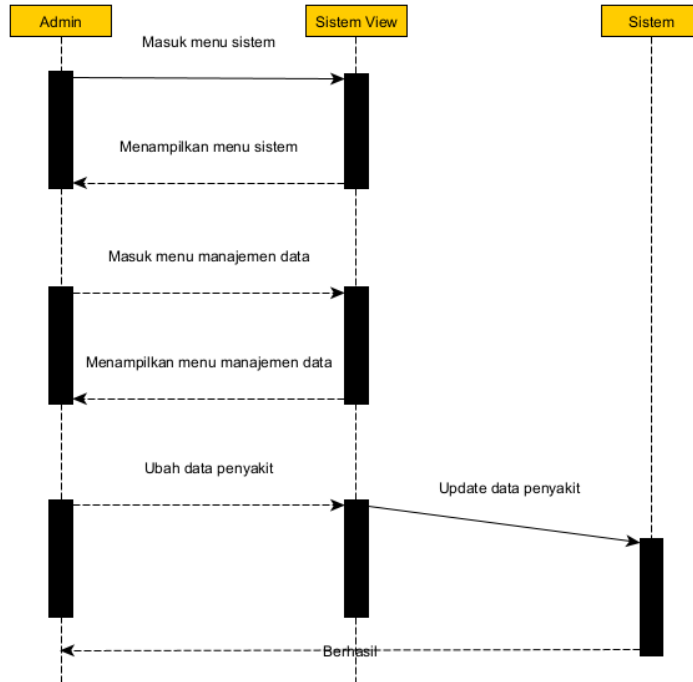 Admin
Sistem View
Sistem
Masuk menu sistem
Menampilkan menu sistem
Masuk menu manajemen data
Menampilkan menu manajemen data
Ubah data penyakit
Update data penyakit
Berhasil